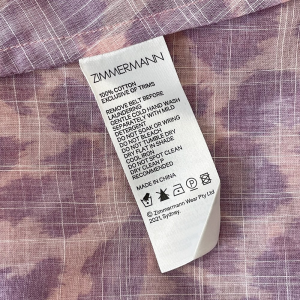 ZIMMERMANN
100% COTTON
EXCLUSIVE OF TRIMS
REMOVE BELT BEFORE
LAUNDERING
GENTLE COLD HAND WASH
SEPARATELY WITH MILD
DETERGENT
DO NOT SOAK OR WRING
DO NOT BLEACH
DO NOT TUMBLE DRY
DRY FLAT IN SHADE
COOL IRON
DO NOT SPOT CLEAN
DRY CLEAN P
MADE IN CHINA
© Zimmermann Wear Pty Ltd
2021, Sydney.